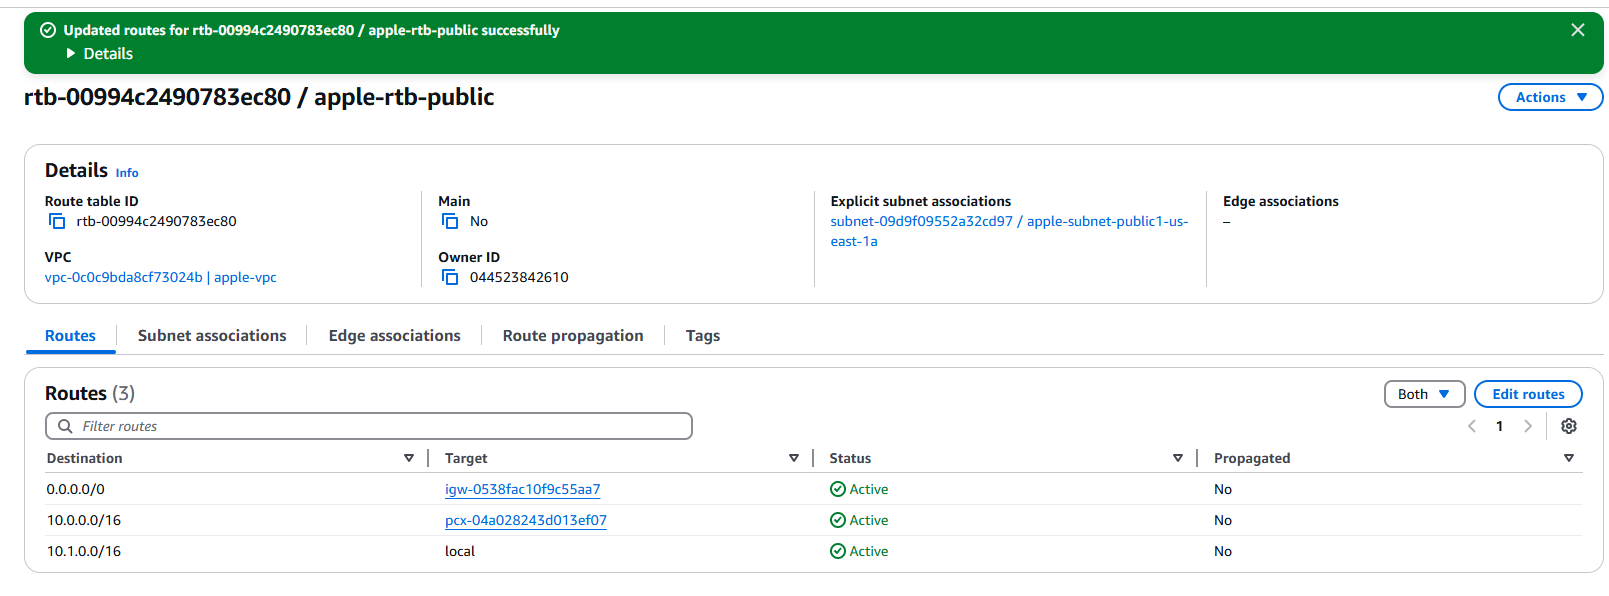 Updated routes for rtb-00994c2490783ec80 / apple-rtb-public successfully
Details
rtb-00994c2490783ec80 / apple-rtb-public
Actions
Details Info
Route table ID
rtb-00994c2490783ec80
Main
No
Explicit subnet associations
subnet-09d9f09552a32cd97 / apple-subnet-public1-us-
east-1a
Edge associations
–
VPC
vpc-0c0c9bda8cf73024b | apple-vpc
Owner ID
044523842610
Routes Subnet associations Edge associations Route propagation Tags
Routes (3)
Both
Edit routes
Filter routes
1
Destination Target Status Propagated
0.0.0.0/0 igw-0538fac10f9c55aa7 Active No
10.0.0.0/16 pcx-04a028243d013ef07 Active No
10.1.0.0/16 local Active No